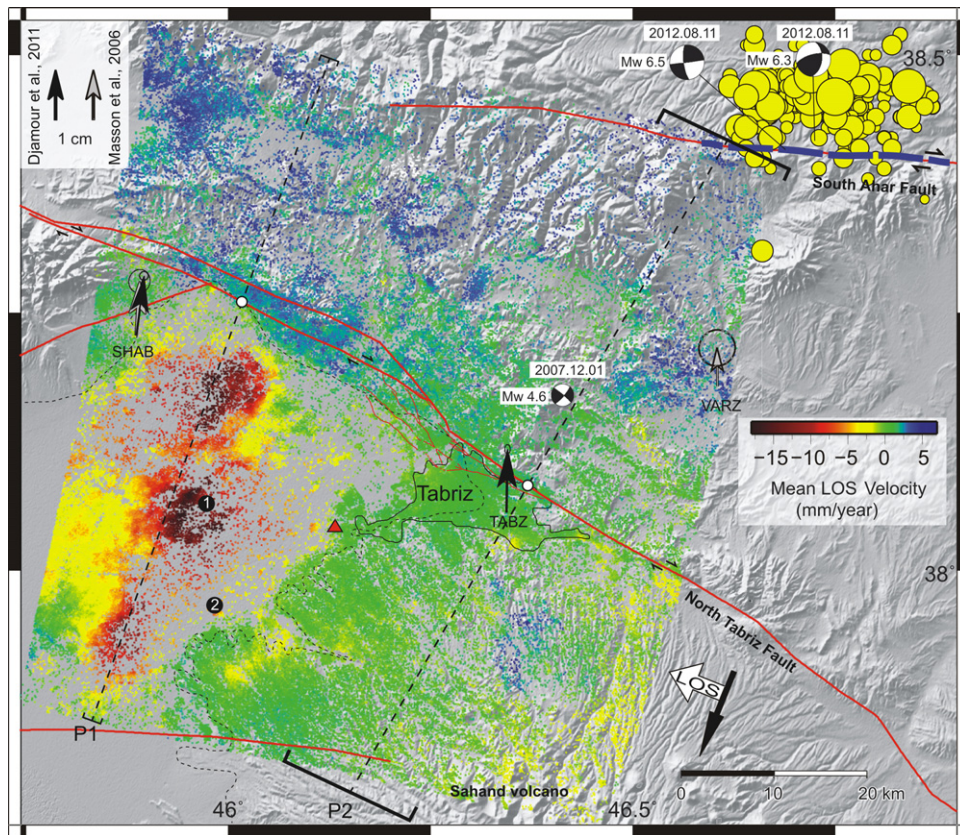 Djamour et al., 2011
Masson et al., 2006
1 cm
2012.08.11
2012.08.11
Mw 6.5
Mw 6.3
38.5°
South Ahar Fault
SHAB
2007.12.01
Mw 4.6
VARZ
−15 −10 −5 0 5
Mean LOS Velocity
(mm/year)
Tabriz
TABZ
1
2
38°
North Tabriz Fault
LOS
P1
0 10 20 km
Sahand volcano
46°
P2
46.5°